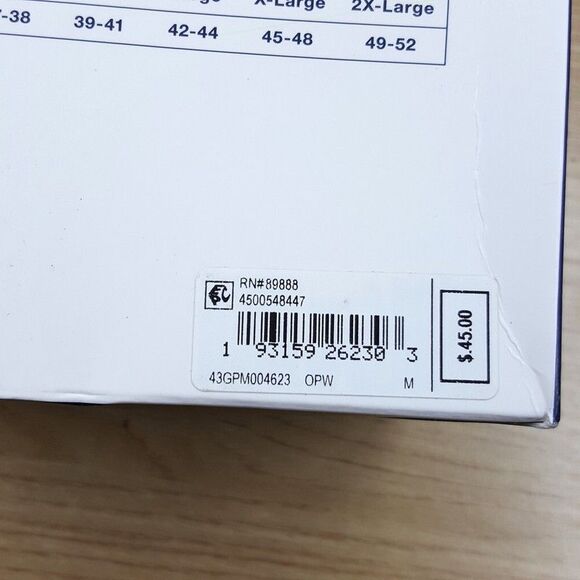 X-Large 2X-Large
39-41 42-44 45-48 49-52
RN#89888
4500548447
1 93159 26230 3
43GPM004623 OPW M
$.45.00